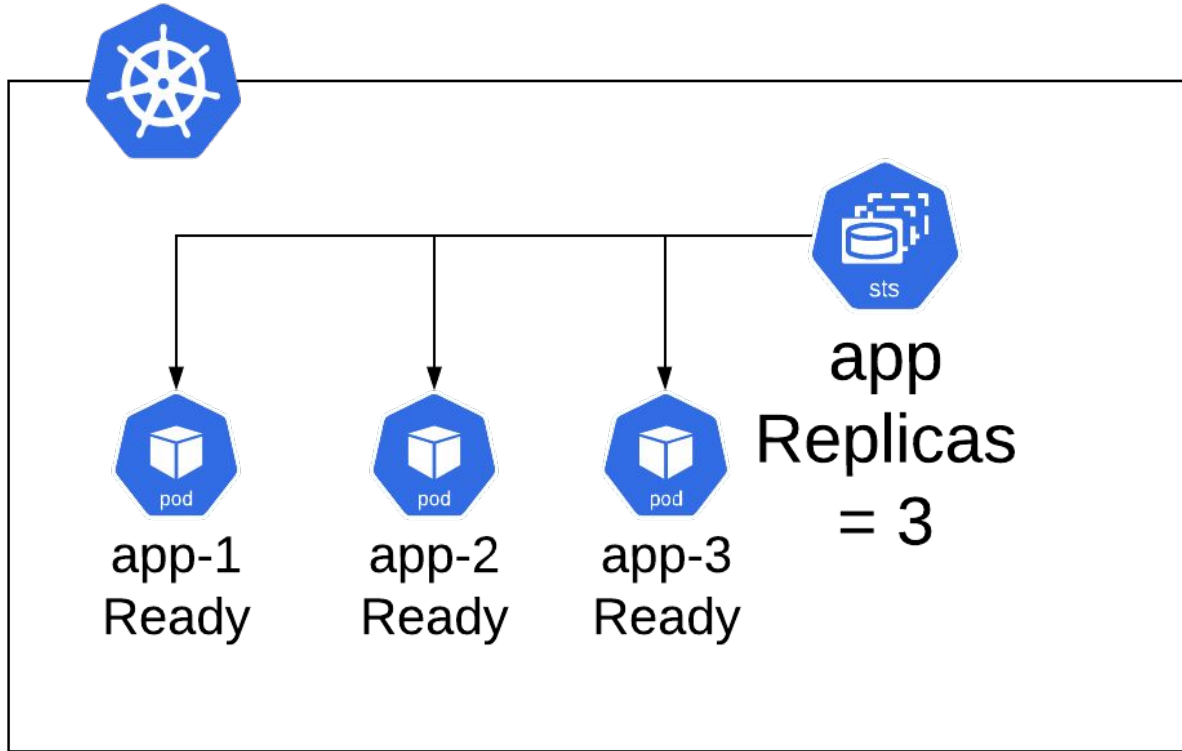 sts
app
Replicas
= 3
pod
pod
pod
app-1
Ready
app-2
Ready
app-3
Ready